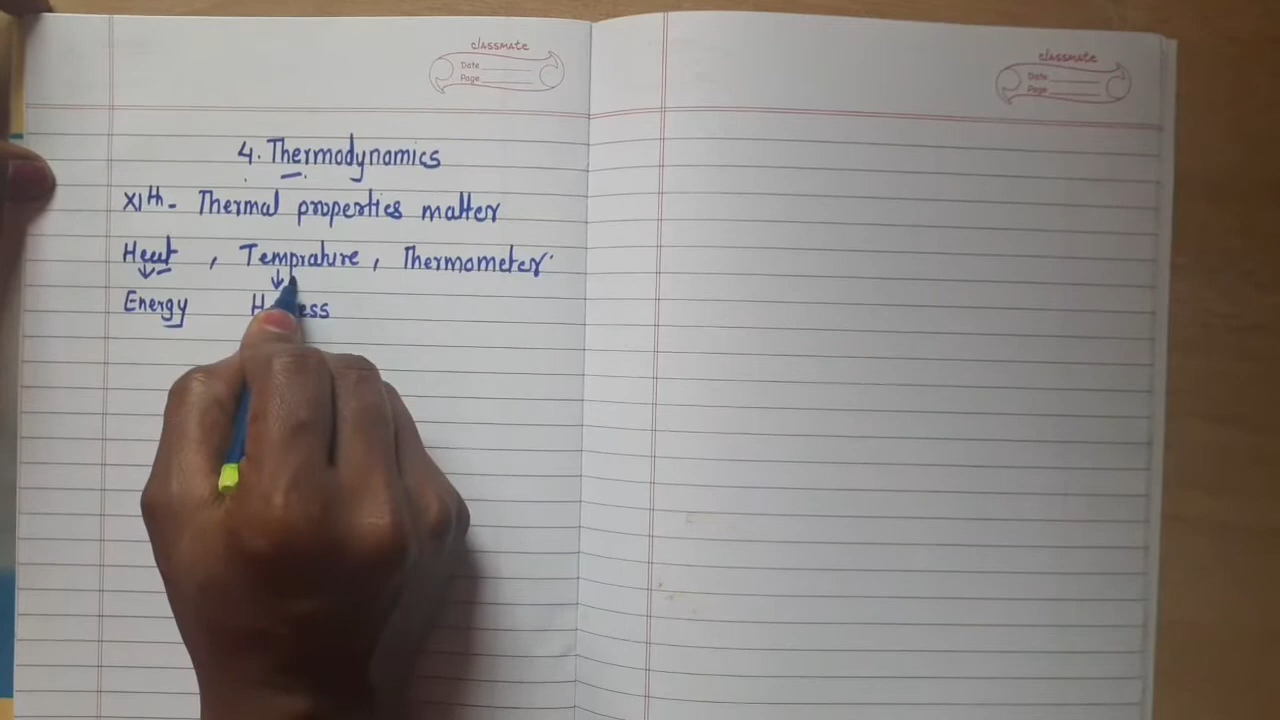 classmate
Date
Page
classmate
Date
Page
4. Thermodynamics
XIth - Thermal properties matter
Heat , Temprature , Thermometer
Energy